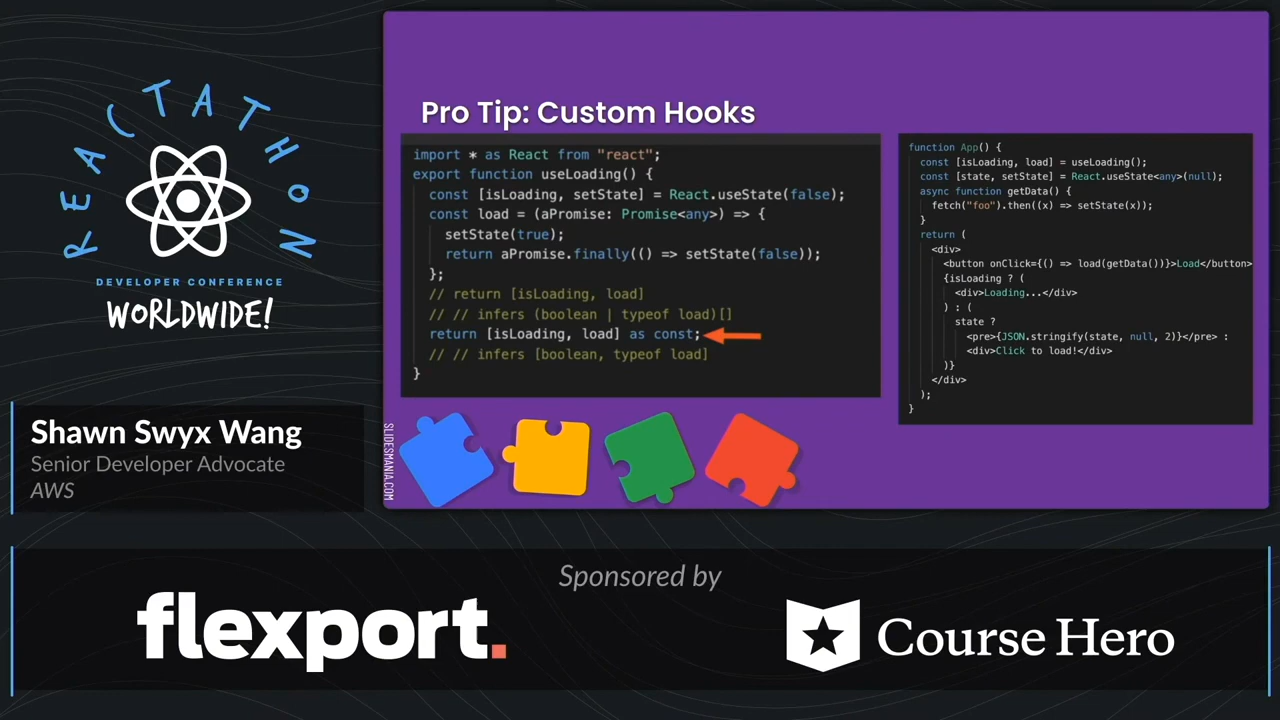 REACTATHON
DEVELOPER CONFERENCE
WORLDWIDE!
Shawn Swyx Wang
Senior Developer Advocate
AWS
Pro Tip: Custom Hooks
import * as React from "react";
export function useLoading() {
const [isLoading, setState] = React.useState(false);
const load = (aPromise: Promise<any>) => {
setState(true);
return aPromise.finally(() => setState(false));
};
// return [isLoading, load]
// // infers (boolean | typeof load)[]
return [isLoading, load] as const;
// // infers [boolean, typeof load]
}
function App() {
const [isLoading, load] = useLoading();
const [state, setState] = React.useState<any>(null);
async function getData() {
fetch("foo").then((x) => setState(x));
}
return (
<div>
<button onClick={() => load(getData())}>Load</button>
{isLoading ? (
<div>Loading...</div>
) : (
state ?
<pre>{JSON.stringify(state, null, 2)}</pre> :
<div>Click to load!</div>
)}
</div>
);
}
SLIDESMANIA.COM
Sponsored by
flexport.
Course Hero